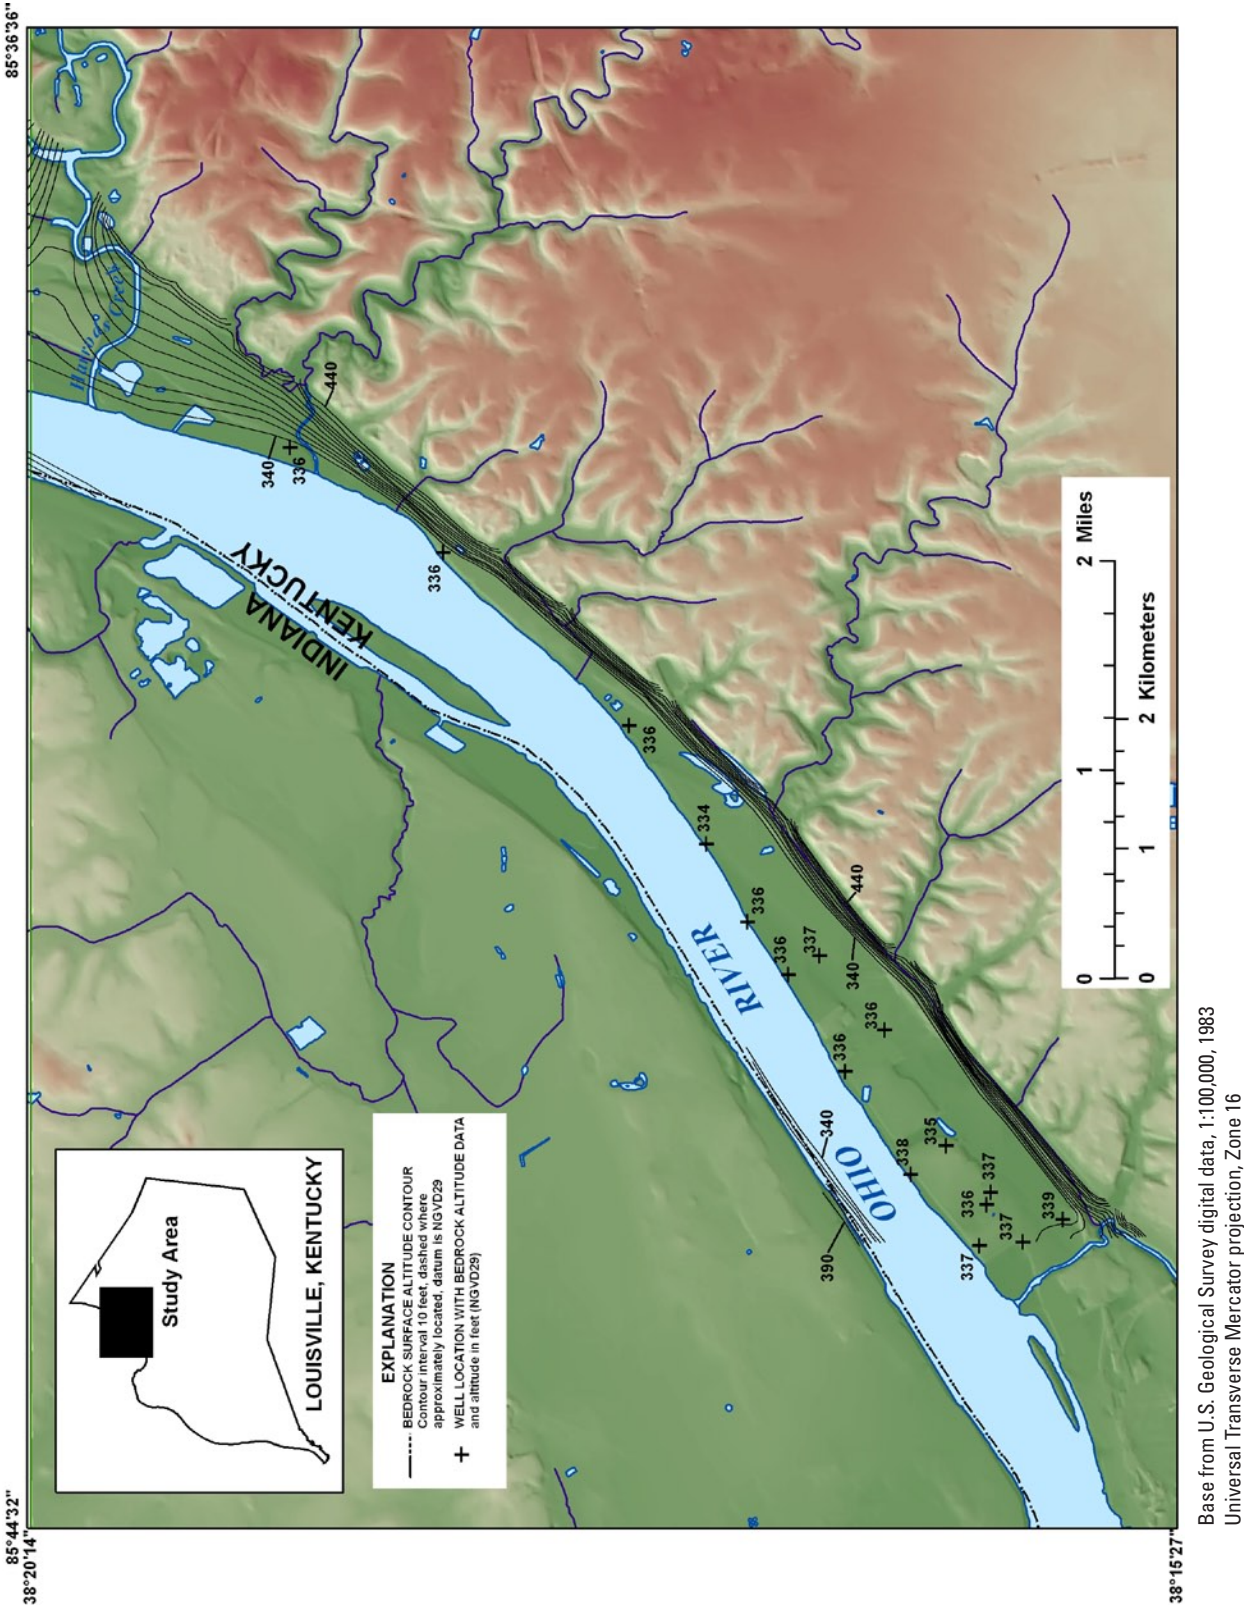 85°44'32"
85°36'36"
38°20'14"
Study Area
LOUISVILLE, KENTUCKY
Harrods Creek
INDIANA
KENTUCKY
EXPLANATION
BEDROCK SURFACE ALTITUDE CONTOUR
Contour interval 10 feet, dashed where
approximately located, datum is NGVD29
WELL LOCATION WITH BEDROCK ALTITUDE DATA
and altitude in feet (NGVD29)
340
336
440
336
336
334
RIVER
336
336
337
340
440
390
340
OHIO
336
336
338
335
337
336
337
337
339
0 1 2 Miles
0 1 2 Kilometers
38°15'27"
Base from U.S. Geological Survey digital data, 1:100,000, 1983
Universal Transverse Mercator projection, Zone 16